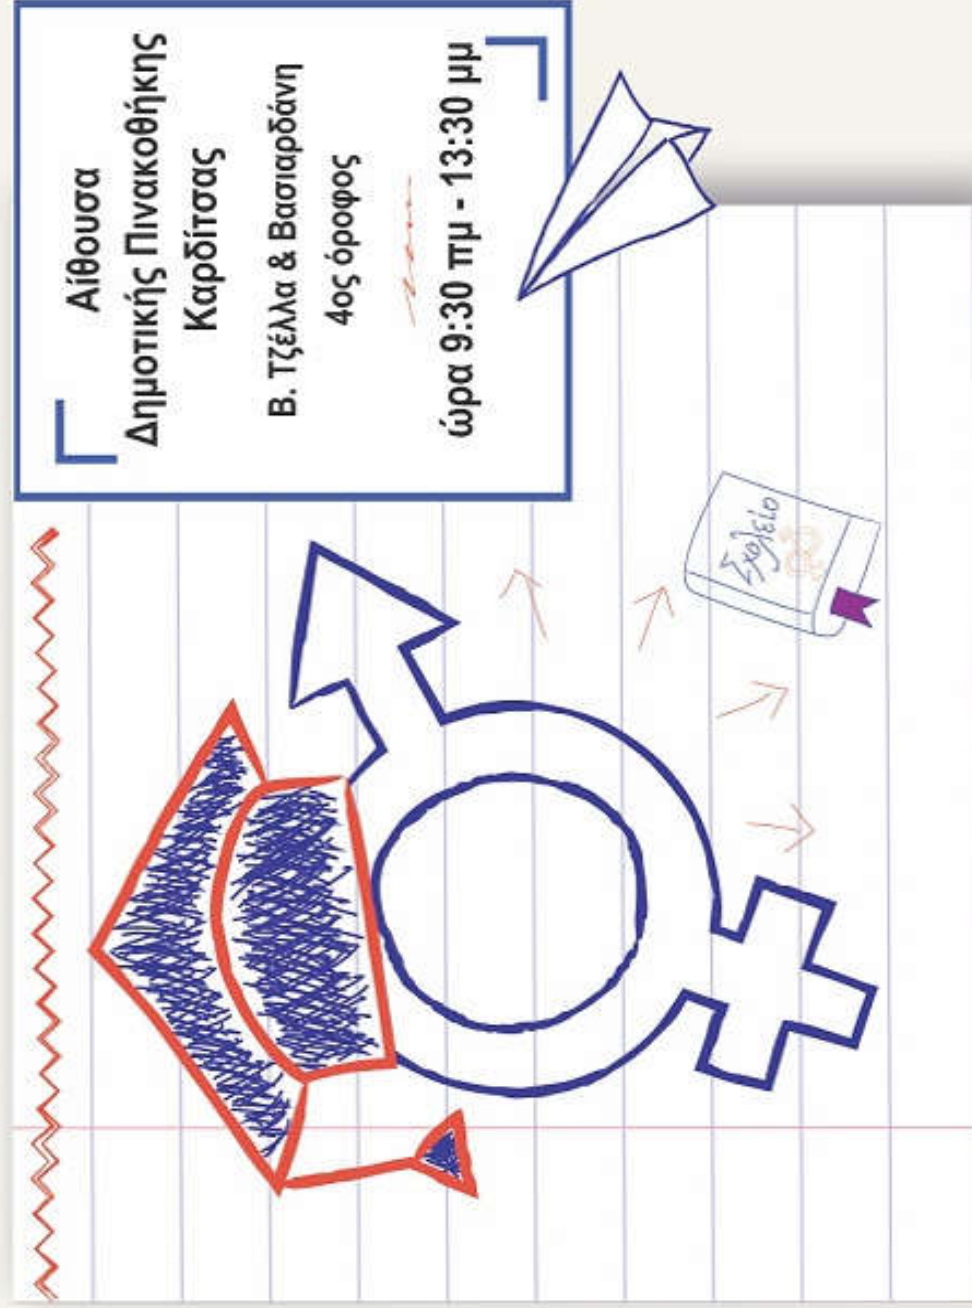 Αίθουσα
Δημοτικής Πινακοθήκης
Καρδίτσας
Β. Τζέλλα & Βασιαρδάνη
4ος όροφος
ώρα 9:30 πμ - 13:30 μμ
Σχολείο